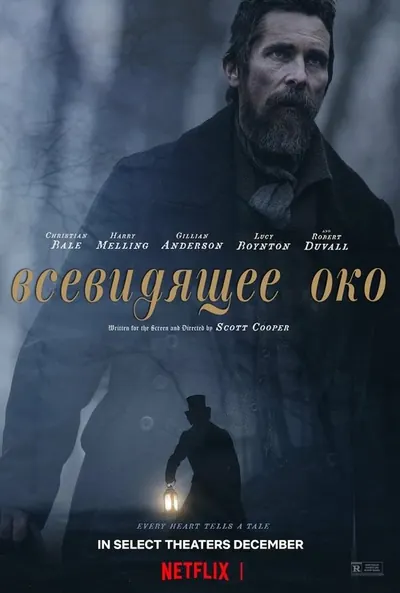 CHRISTIAN BALE HARRY MELLING GILLIAN ANDERSON LUCY BOYNTON AND ROBERT DUVALL
всевидящее око
Written for the Screen and Directed by SCOTT COOPER
EVERY HEART TELLS A TALE
IN SELECT THEATERS DECEMBER
NETFLIX |
R